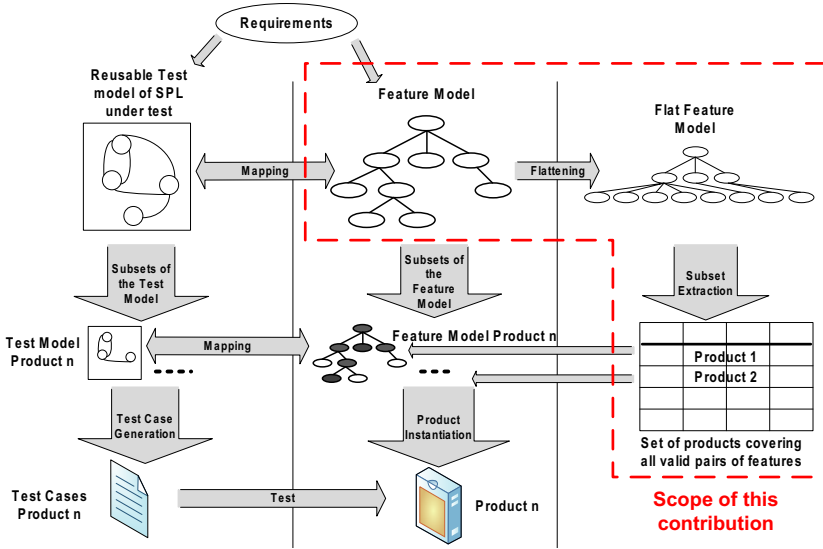 Requirements
Reusable Test
model of SPL
under test
Feature Model
Flat Feature
Model
Mapping
Flattening
Subsets of
the Test
Model
Subsets of
the
Feature
Model
Subset
Extraction
Test Model
Product n
Mapping
Feature Model Product n
Product 1
Product 2
Test Case
Generation
Product
Instantiation
Set of products covering
all valid pairs of features
Test Cases
Product n
Test
Product n
Scope of this
contribution